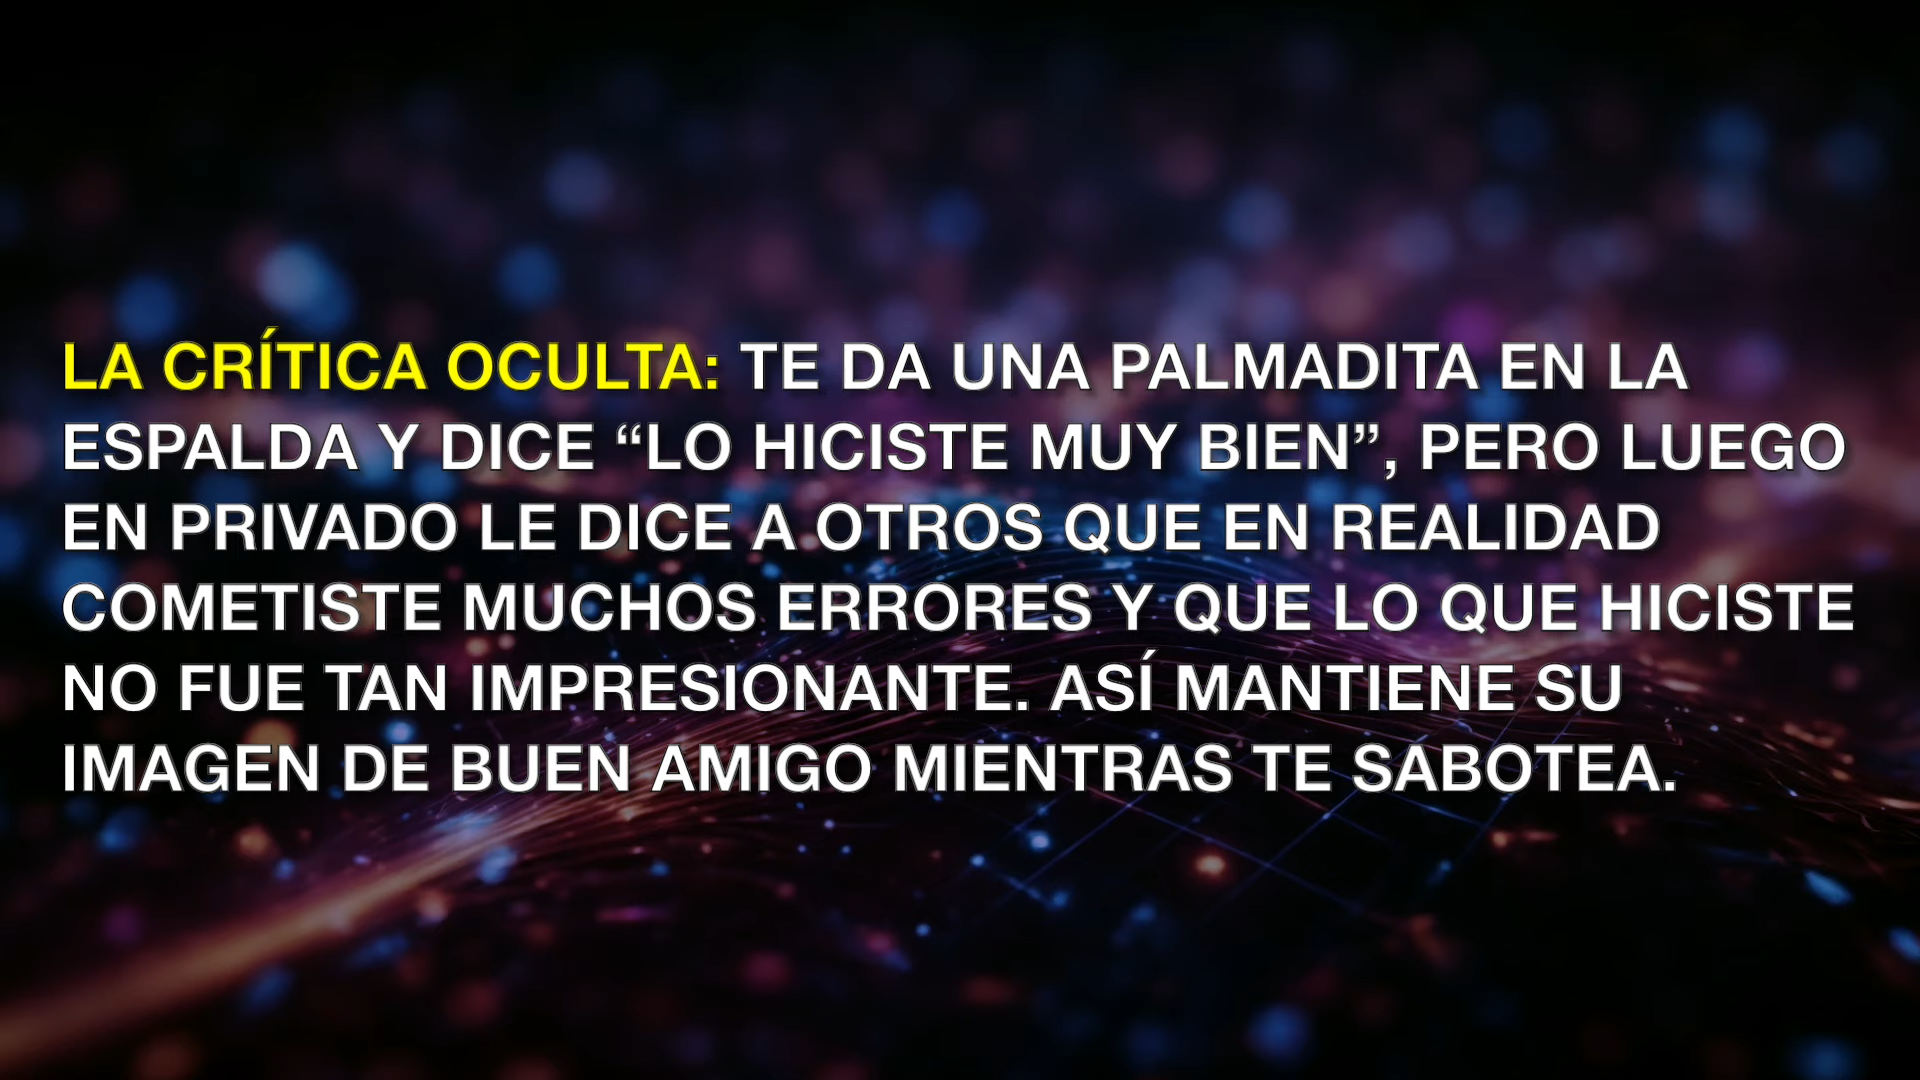 LA CRÍTICA OCULTA: TE DA UNA PALMADITA EN LA
ESPALDA Y DICE “LO HICISTE MUY BIEN”, PERO LUEGO
EN PRIVADO LE DICE A OTROS QUE EN REALIDAD
COMETISTE MUCHOS ERRORES Y QUE LO QUE HICISTE
NO FUE TAN IMPRESIONANTE. ASÍ MANTIENE SU
IMAGEN DE BUEN AMIGO MIENTRAS TE SABOTEA.